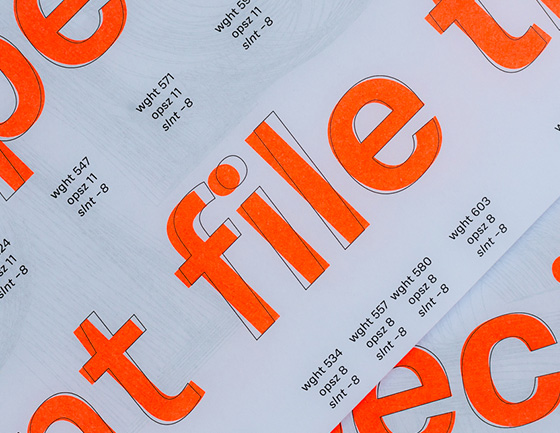 wght 571
opsz 11
slnt –8
wght 547
opsz 11
slnt –8
opsz 11
slnt –8
file
wght 534
opsz 8
slnt –8
wght 557
opsz 8
slnt –8
wght 580
opsz 8
slnt –8
wght 603
opsz 8
slnt –8